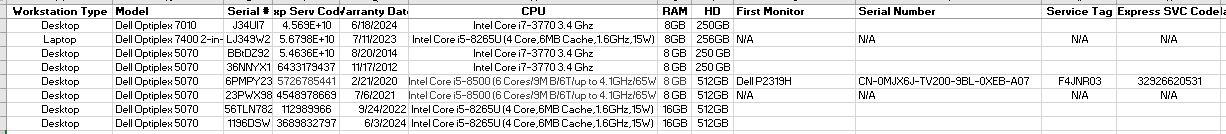 Workstation Type Model Serial # xp Serv Cod Warranty Date CPU RAM HD First Monitor Serial Number Service Tag Express SVC Code
Desktop Dell Optiplex 7010 J34UI7 4.569E+10 6/18/2024 Intel Core i7-3770 3.4 Ghz 8GB 250GB
Laptop Dell Optiplex 7400 2-in- LJ349W2 5.6798E+10 7/11/2023 Intel Core i5-8265U (4 Core,6MB Cache,1.6GHz,15W) 8GB 256GB N/A N/A N/A N/A
Desktop Dell Optiplex 5070 BBtDZ92 5.4636E+10 8/20/2014 Intel Core i7-3770 3.4 Ghz 8GB 250 GB
Desktop Dell Optiplex 5070 36NNYX1 6433179437 11/17/2012 Intel Core i7-3770 3.4 Ghz 8GB 250 GB
Desktop Dell Optiplex 5070 6PMPY23 5726785441 2/21/2020 Intel Core i5-8500 (6 Cores/9M B/6T/up to 4.1GHz/65W 8 GB 512GB Dell P2319H CN-0MJX6J-TV200-9BL-0XEB-A07 F4JNR03 32926620531
Desktop Dell Optiplex 5070 23PWX98 4548978669 7/6/2021 Intel Core i5-8500 (6 Cores/9M B/6T/up to 4.1GHz/65W 8 GB 512GB N/A N/A N/A N/A
Desktop Dell Optiplex 5070 56TLN782 112989966 9/24/2022 Intel Core i5-8265U (4 Core,6MB Cache,1.6GHz,15W) 16GB 512GB
Desktop Dell Optiplex 5070 1196DSW 3689832797 6/3/2024 Intel Core i5-8265U (4 Core,6MB Cache,1.6GHz,15W) 16GB 512GB